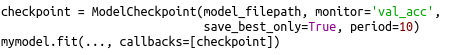 checkpoint = ModelCheckpoint(model_filepath, monitor='val_acc',
save_best_only=True, period=10)
mymodel.fit(..., callbacks=[checkpoint])